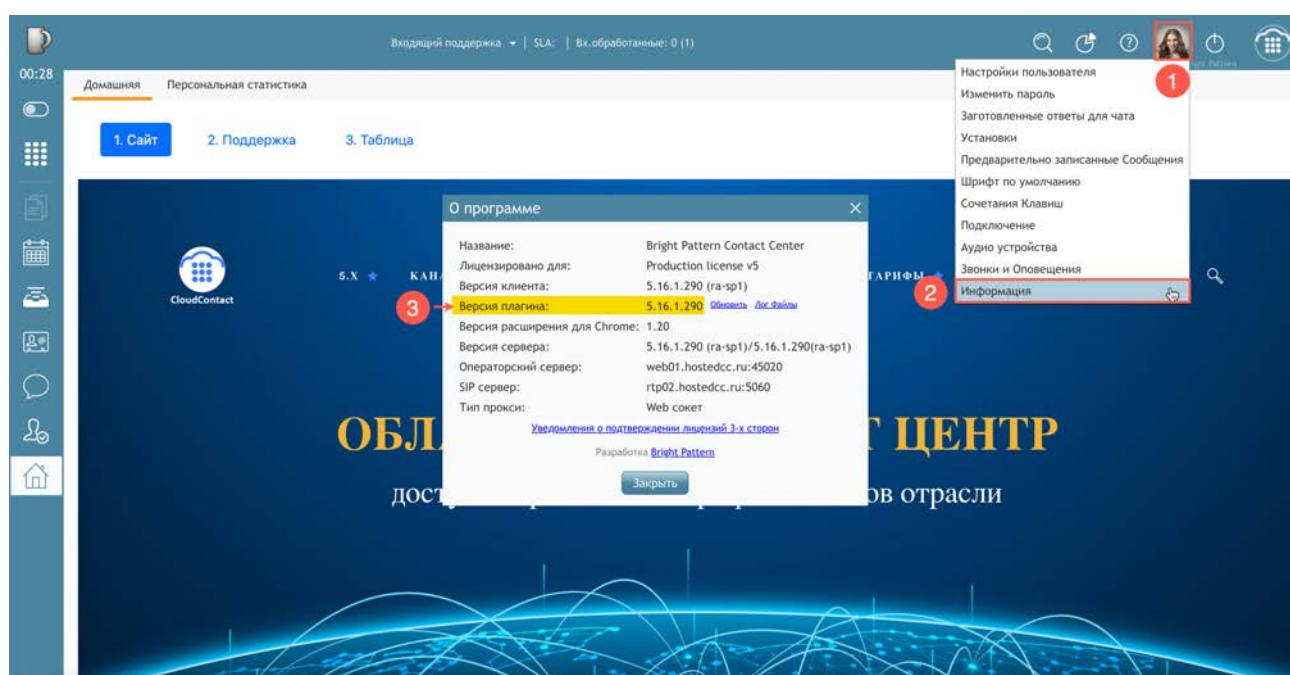 Входящий поддержка | SLA: | Вх.обработанные: 0 (1)
00:28
Домашняя Персональная статистика
1. Сайт 2. Поддержка 3. Таблица
1
Настройки пользователя
Изменить пароль
Заготовленные ответы для чата
Установки
Предварительно записанные Сообщения
Шрифт по умолчанию
Сочетания Клавиш
Подключение
Аудио устройства
Звонки и Оповещения
2
Информация
CloudContact
5.X КАНА
ТАРИФЫ
О программе
Название: Bright Pattern Contact Center
Лицензировано для: Production license v5
Версия клиента: 5.16.1.290 (ra-sp1)
3
Версия плагина: 5.16.1.290 Обновить Лог Файлы
Версия расширения для Chrome: 1.20
Версия сервера: 5.16.1.290 (ra-sp1)/5.16.1.290(ra-sp1)
Операторский сервер: web01.hostedcc.ru:45020
SIP сервер: rtp02.hostedcc.ru:5060
Тип прокси: Web сокет
Уведомления о подтверждении лицензий 3-х сторон
Разработка Bright Pattern
Закрыть
ОБЛА Т ЦЕНТР
дост ов отрасли